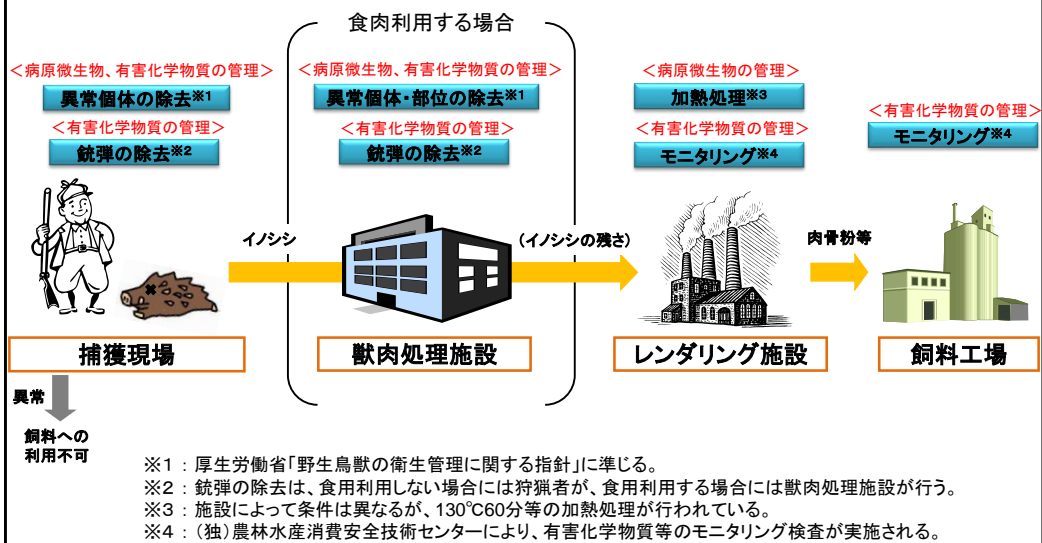 食肉利用する場合
＜病原微生物、有害化学物質の管理＞
異常個体の除去※1
＜有害化学物質の管理＞
銃弾の除去※2
＜病原微生物、有害化学物質の管理＞
異常個体・部位の除去※1
＜有害化学物質の管理＞
銃弾の除去※2
＜病原微生物の管理＞
加熱処理※3
＜有害化学物質の管理＞
モニタリング※4
＜有害化学物質の管理＞
モニタリング※4
イノシシ
(イノシシの残さ)
肉骨粉等
捕獲現場
獣肉処理施設
レンダリング施設
飼料工場
異常
飼料への
利用不可
※1：厚生労働省「野生鳥獣の衛生管理に関する指針」に準じる。
※2：銃弾の除去は、食用利用しない場合には狩猟者が、食用利用する場合には獣肉処理施設が行う。
※3：施設によって条件は異なるが、130℃60分等の加熱処理が行われている。
※4：(独)農林水産消費安全技術センターにより、有害化学物質等のモニタリング検査が実施される。